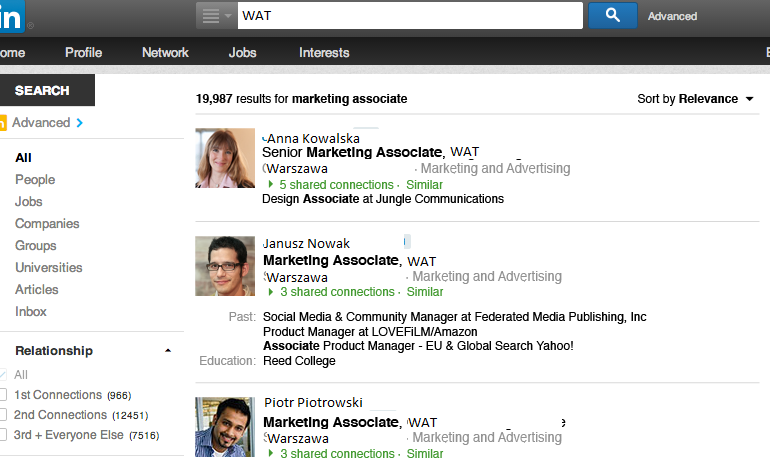 in ®
WAT
Advanced
ome Profile Network Jobs Interests
SEARCH
Advanced
All
People
Jobs
Companies
Groups
Universities
Articles
Inbox
Relationship
All
1st Connections (966)
2nd Connections (12451)
3rd + Everyone Else (7516)
19,987 results for marketing associate
Sort by Relevance
Anna Kowalska
Senior Marketing Associate, WAT
Warszawa · Marketing and Advertising
5 shared connections · Similar
Design Associate at Jungle Communications
Janusz Nowak
Marketing Associate, WAT
Warszawa · Marketing and Advertising
3 shared connections · Similar
Past: Social Media & Community Manager at Federated Media Publishing, Inc
Product Manager at LOVEFiLM/Amazon
Associate Product Manager - EU & Global Search Yahoo!
Education: Reed College
Piotr Piotrowski
Marketing Associate, WAT
Warszawa · Marketing and Advertising
3 shared connections · Similar